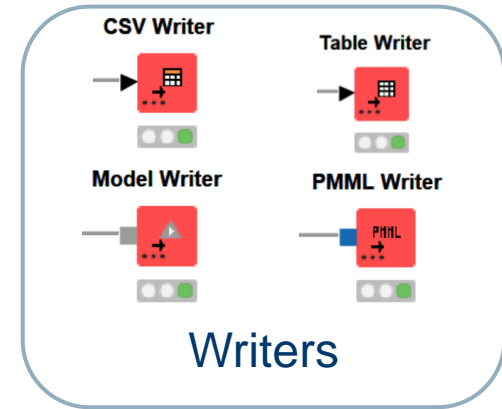 CSV Writer
Table Writer
Model Writer
PMML Writer
PMML
Writers